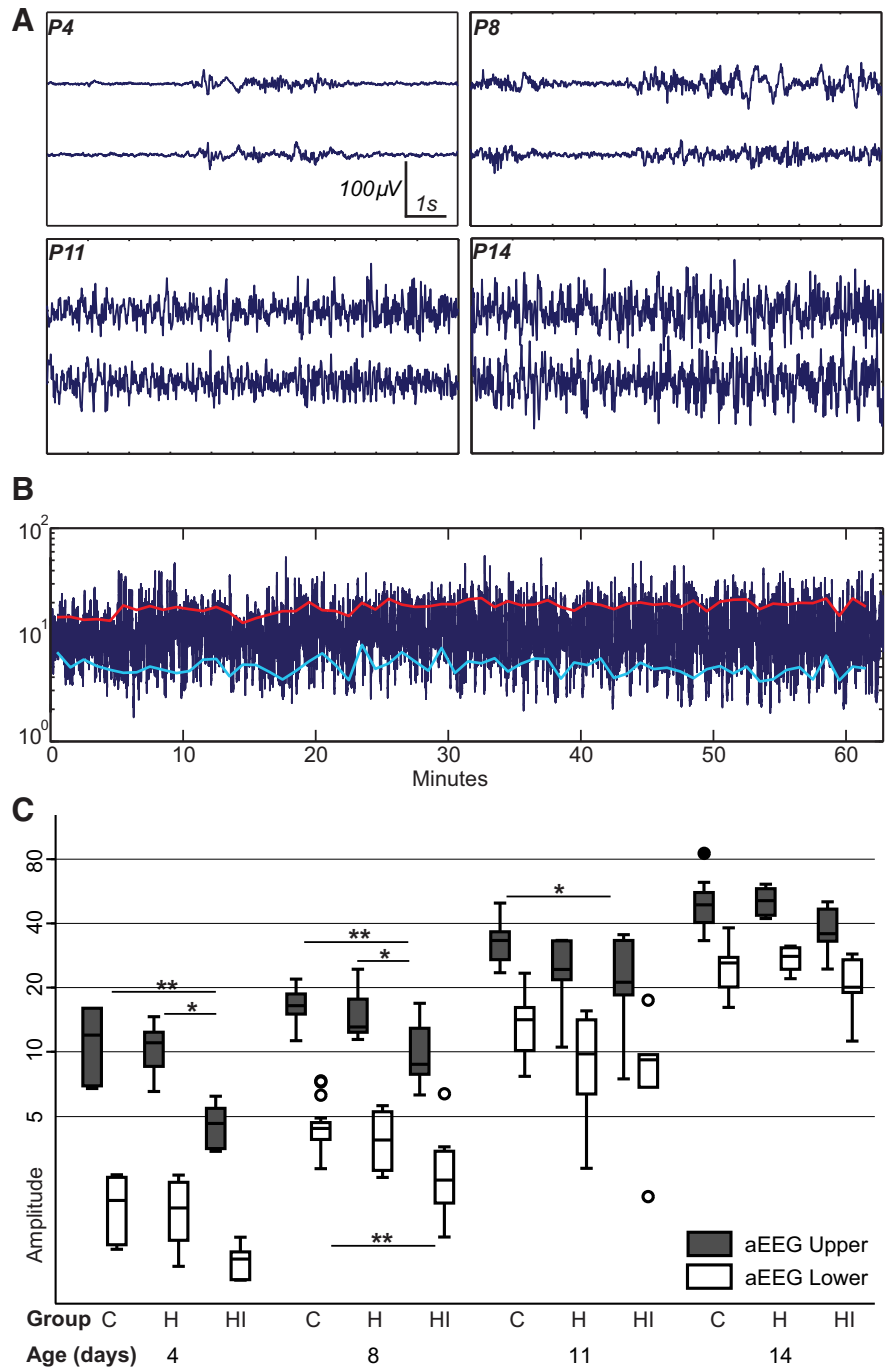 A
P4
P8
100μV
1s
P11
P14
B
10²
10¹
10⁰
0 10 20 30 40 50 60
Minutes
C
80
40
20
10
5
Amplitude
** * ** * ** *
aEEG Upper
aEEG Lower
Group C H HI C H HI C H HI C H HI
Age (days) 4 8 11 14